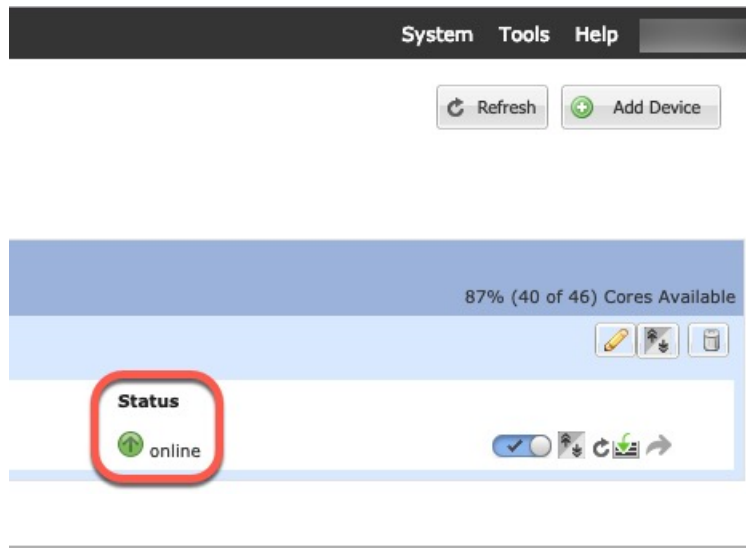 System Tools Help
Refresh Add Device
87% (40 of 46) Cores Available
Status
online